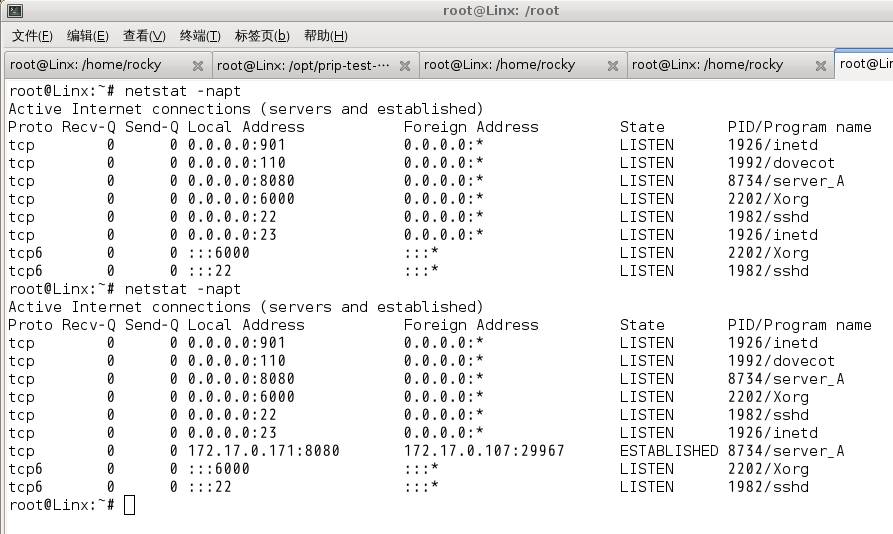 root@Linx: /root
文件(F) 编辑(E) 查看(V) 终端(T) 标签页(b) 帮助(H)
root@Linx: /home/rocky root@Linx: /opt/prip-test-··· root@Linx: /home/rocky root@Linx: /home/rocky root@Lin
root@Linx:~# netstat -napt
Active Internet connections (servers and established)
Proto Recv-Q Send-Q Local Address           Foreign Address         State       PID/Program name
tcp        0      0 0.0.0.0:901             0.0.0.0:*               LISTEN      1926/inetd
tcp        0      0 0.0.0.0:110             0.0.0.0:*               LISTEN      1992/dovecot
tcp        0      0 0.0.0.0:8080            0.0.0.0:*               LISTEN      8734/server_A
tcp        0      0 0.0.0.0:6000            0.0.0.0:*               LISTEN      2202/Xorg
tcp        0      0 0.0.0.0:22              0.0.0.0:*               LISTEN      1982/sshd
tcp        0      0 0.0.0.0:23              0.0.0.0:*               LISTEN      1926/inetd
tcp6       0      0 :::6000                 :::*                    LISTEN      2202/Xorg
tcp6       0      0 :::22                   :::*                    LISTEN      1982/sshd
root@Linx:~# netstat -napt
Active Internet connections (servers and established)
Proto Recv-Q Send-Q Local Address           Foreign Address         State       PID/Program name
tcp        0      0 0.0.0.0:901             0.0.0.0:*               LISTEN      1926/inetd
tcp        0      0 0.0.0.0:110             0.0.0.0:*               LISTEN      1992/dovecot
tcp        0      0 0.0.0.0:8080            0.0.0.0:*               LISTEN      8734/server_A
tcp        0      0 0.0.0.0:6000            0.0.0.0:*               LISTEN      2202/Xorg
tcp        0      0 0.0.0.0:22              0.0.0.0:*               LISTEN      1982/sshd
tcp        0      0 0.0.0.0:23              0.0.0.0:*               LISTEN      1926/inetd
tcp        0      0 172.17.0.171:8080       172.17.0.107:29967      ESTABLISHED 8734/server_A
tcp6       0      0 :::6000                 :::*                    LISTEN      2202/Xorg
tcp6       0      0 :::22                   :::*                    LISTEN      1982/sshd
root@Linx:~#